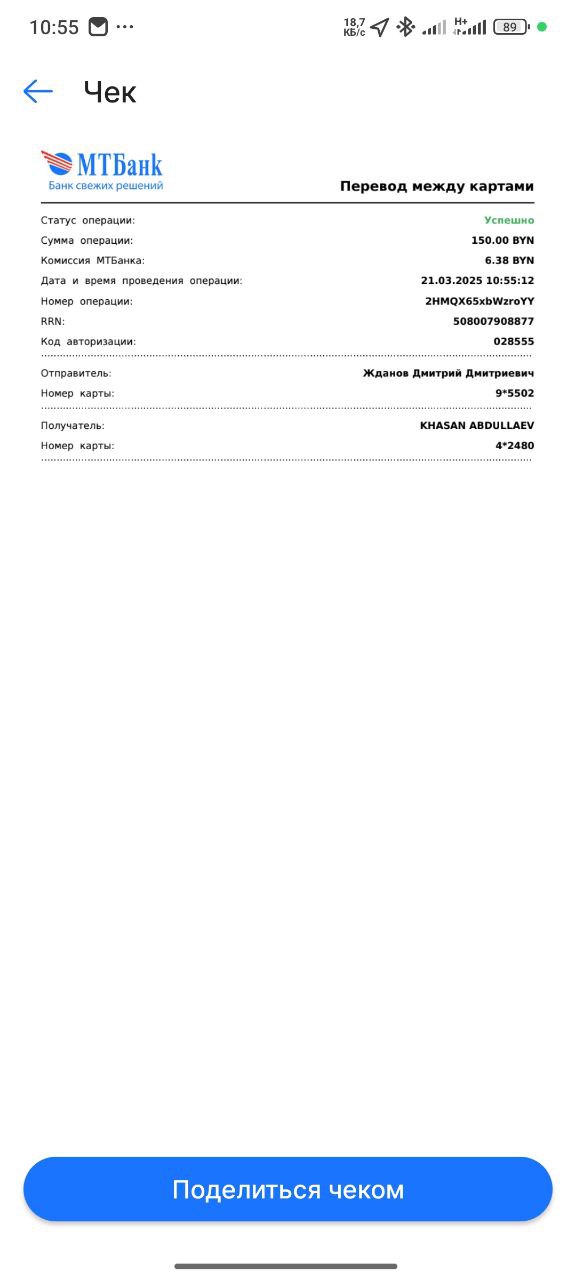 10:55 ... 18,7 КБ/с H+ 89
Чек
МТБанк
Банк свежих решений
Перевод между картами
Статус операции: Успешно
Сумма операции: 150.00 BYN
Комиссия МТБанка: 6.38 BYN
Дата и время проведения операции: 21.03.2025 10:55:12
Номер операции: 2HMQX65xbWzroYY
RRN: 508007908877
Код авторизации: 028555
Отправитель: Жданов Дмитрий Дмитриевич
Номер карты: 9*5502
Получатель: KHASAN ABDULLAEV
Номер карты: 4*2480
Поделиться чеком